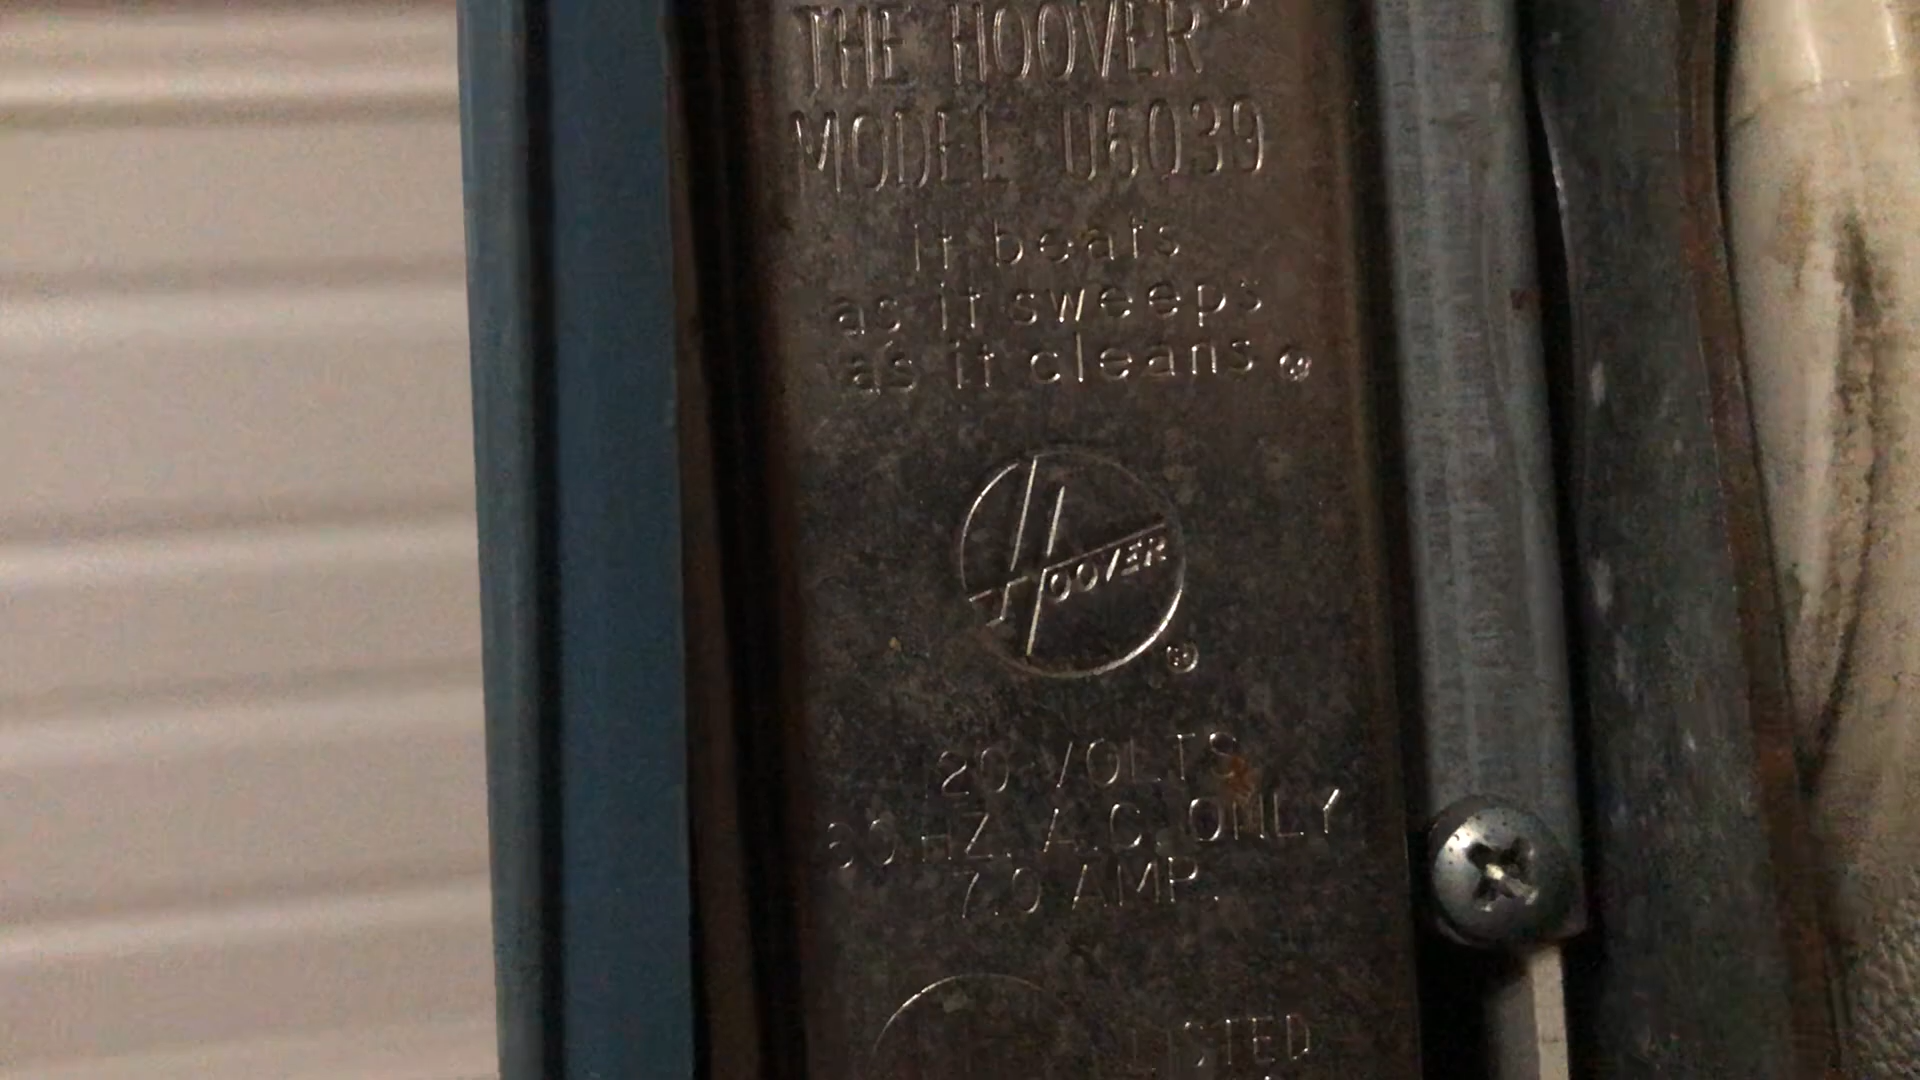 THE HOOVER®
MODEL U6039
it beats
as it sweeps
as it cleans®
HOOVER
®
120 VOLTS
60 HZ. A.C. ONLY
7.0 AMP.
LISTED